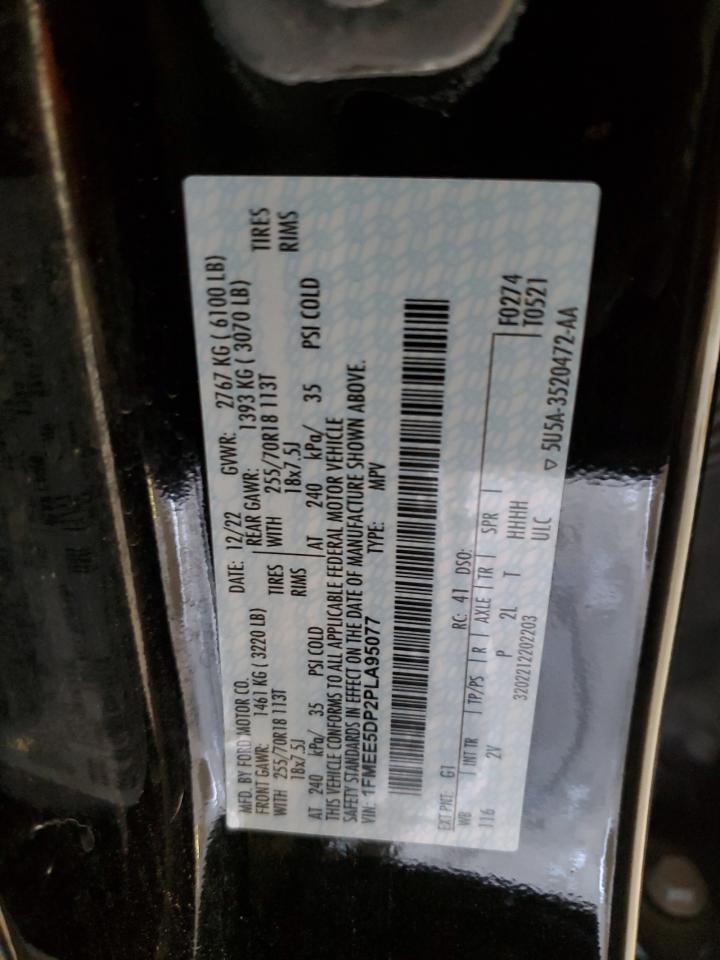 MFD. BY FORD MOTOR CO.
DATE: 12/22 GVWR: 2767 KG ( 6100 LB)
FRONT GAWR: 1461 KG ( 3220 LB) REAR GAWR: 1393 KG ( 3070 LB)
WITH 255/70R18 113T TIRES WITH 255/70R18 113T TIRES
18x7.5J RIMS 18x7.5J RIMS
AT 240 kPa/ 35 PSI COLD AT 240 kPa/ 35 PSI COLD
THIS VEHICLE CONFORMS TO ALL APPLICABLE FEDERAL MOTOR VEHICLE
SAFETY STANDARDS IN EFFECT ON THE DATE OF MANUFACTURE SHOWN ABOVE.
VIN: 1FMEE5DP2PLA95077 TYPE: MPV
EXT PNT: G1 RC: 41 DSO:
WB INT TR TP/PS R AXLE TR SPR F0274
116 2V P 2L T HHHH T0521
3202212202203 ULC ▽ 5U5A-3520472-AA